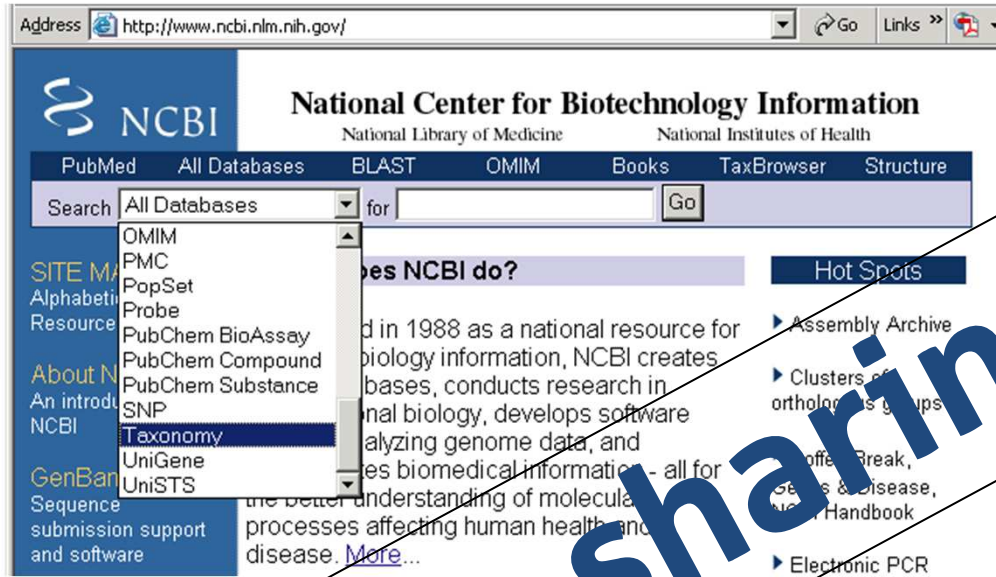 Address http://www.ncbi.nlm.nih.gov/ Go Links »
NCBI
National Center for Biotechnology Information
National Library of Medicine National Institutes of Health
PubMed All Databases BLAST OMIM Books TaxBrowser Structure
Search All Databases for Go
OMIM
PMC
PopSet
Probe
PubChem BioAssay
PubChem Compound
PubChem Substance
SNP
Taxonomy
UniGene
UniSTS
SITE MA
Alphabeti
Resource
About N
An introdu
NCBI
GenBan
Sequence
submission support
and software
oes NCBI do?
d in 1988 as a national resource for
biology information, NCBI creates
bases, conducts research in
nal biology, develops software
alyzing genome data, and
tes biomedical information - all for
the better understanding of molecula
processes affecting human health and
disease. More...
Hot Spots
Assembly Archive
Clusters of
Break,
& Disease,
Handbook
Electronic PCR
sharin